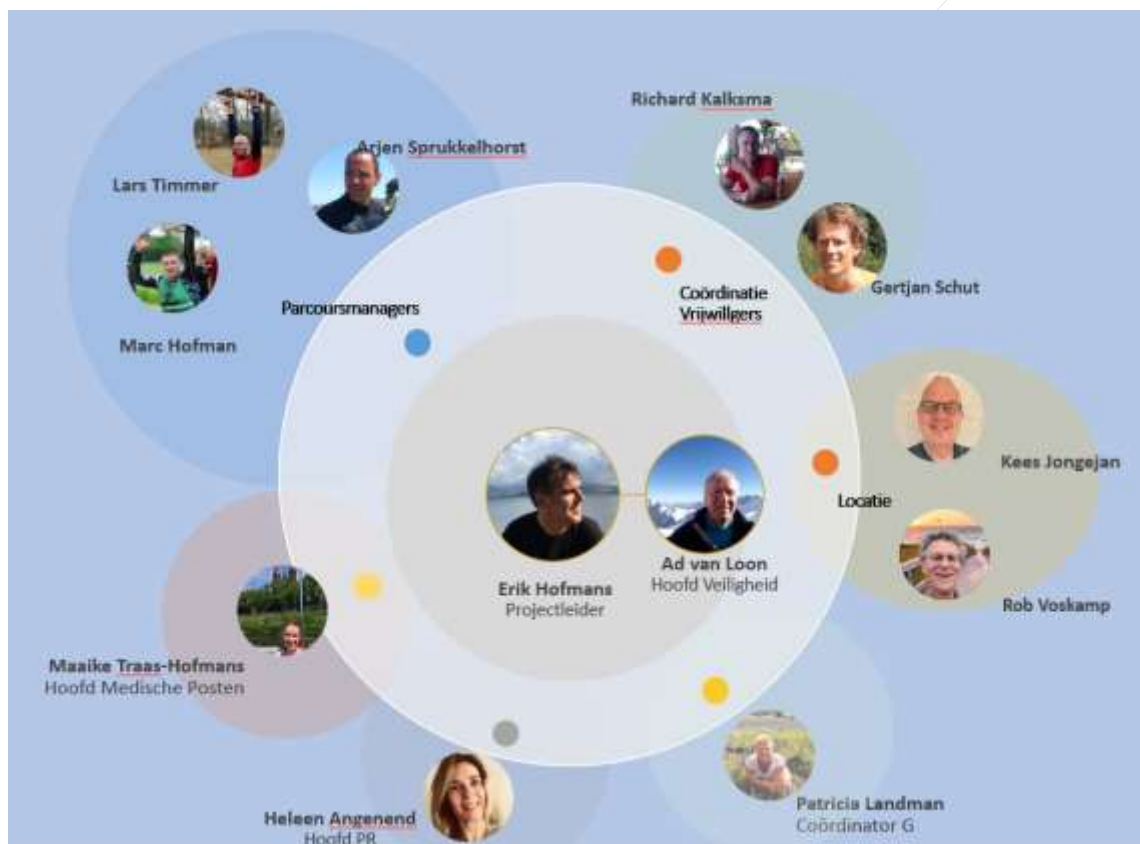 Richard Kalksma
Arjen Sprukkelhorst
Lars Timmer
Gertjan Schut
Coördinatie
Vrijwillgers
Parcoursmanagers
Marc Hofman
Kees Jongejan
Locatie
Ad van Loon
Hoofd Veiligheid
Erik Hofmans
Projectleider
Rob Voskamp
Maaike Traas-Hofmans
Hoofd Medische Posten
Patricia Landman
Coördinator G
Heleen Angenend
Hoofd PR